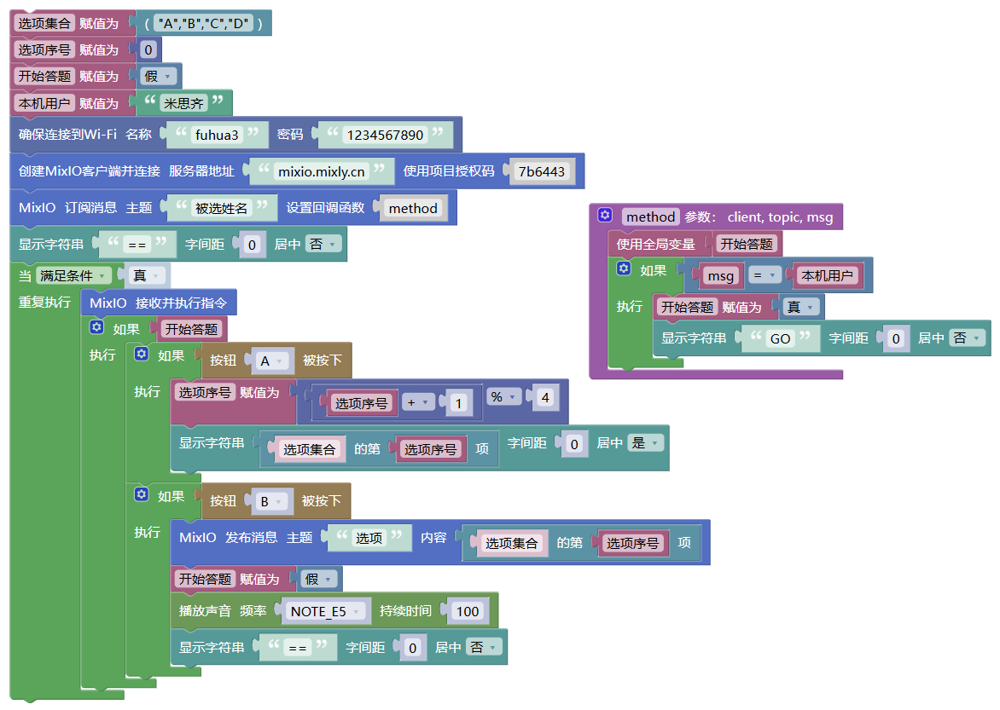 选项集合 赋值为 ( "A","B","C","D" )
选项序号 赋值为 0
开始答题 赋值为 假
本机用户 赋值为 “ 米思齐 ”
确保连接到Wi-Fi 名称 “ fuhua3 ” 密码 “ 1234567890 ”
创建MixIO客户端并连接 服务器地址 “ mixio.mixly.cn ” 使用项目授权码 7b6443
MixIO 订阅消息 主题 “ 被选姓名 ” 设置回调函数 method
显示字符串 “ == ” 字间距 0 居中 否
当 满足条件 真
重复执行 MixIO 接收并执行指令
如果 开始答题
执行 如果 按钮 A 被按下
执行 选项序号 赋值为 选项序号 + 1 % 4
显示字符串 选项集合 的第 选项序号 项 字间距 0 居中 是
如果 按钮 B 被按下
执行 MixIO 发布消息 主题 “ 选项 ” 内容 选项集合 的第 选项序号 项
开始答题 赋值为 假
播放声音 频率 NOTE_E5 持续时间 100
显示字符串 “ == ” 字间距 0 居中 否
method 参数: client, topic, msg
使用全局变量 开始答题
如果 msg = 本机用户
执行 开始答题 赋值为 真
显示字符串 “ GO ” 字间距 0 居中 否